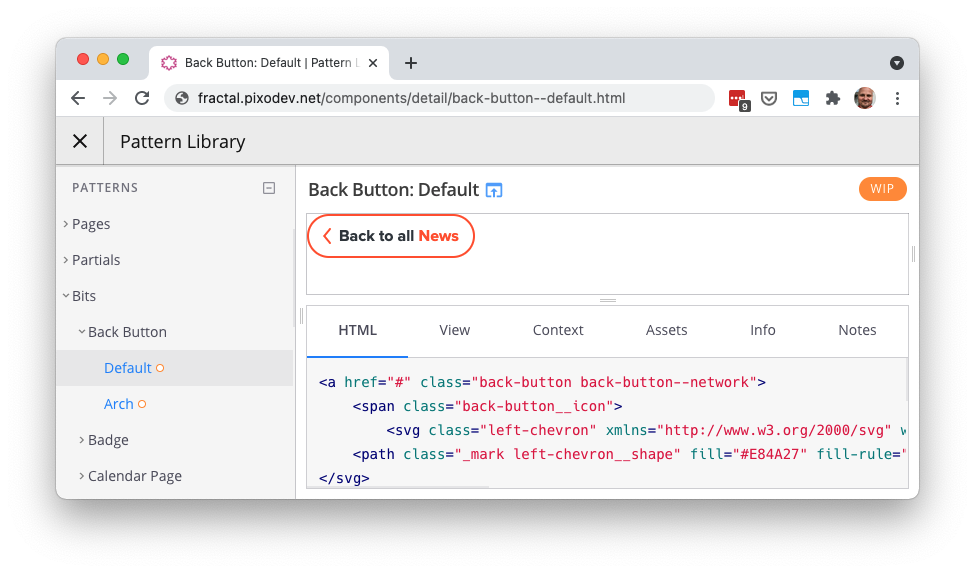 Back Button: Default | Pattern L
fractal.pixodev.net/components/detail/back-button--default.html
9
Pattern Library
PATTERNS
Pages
Partials
Bits
Back Button
Default
Arch
Badge
Calendar Page
Back Button: Default
WIP
Back to all News
HTML View Context Assets Info Notes
<a href="#" class="back-button back-button--network">
<span class="back-button__icon">
<svg class="left-chevron" xmlns="http://www.w3.org/2000/svg" w
<path class="_mark left-chevron__shape" fill="#E84A27" fill-rule="
</svg>